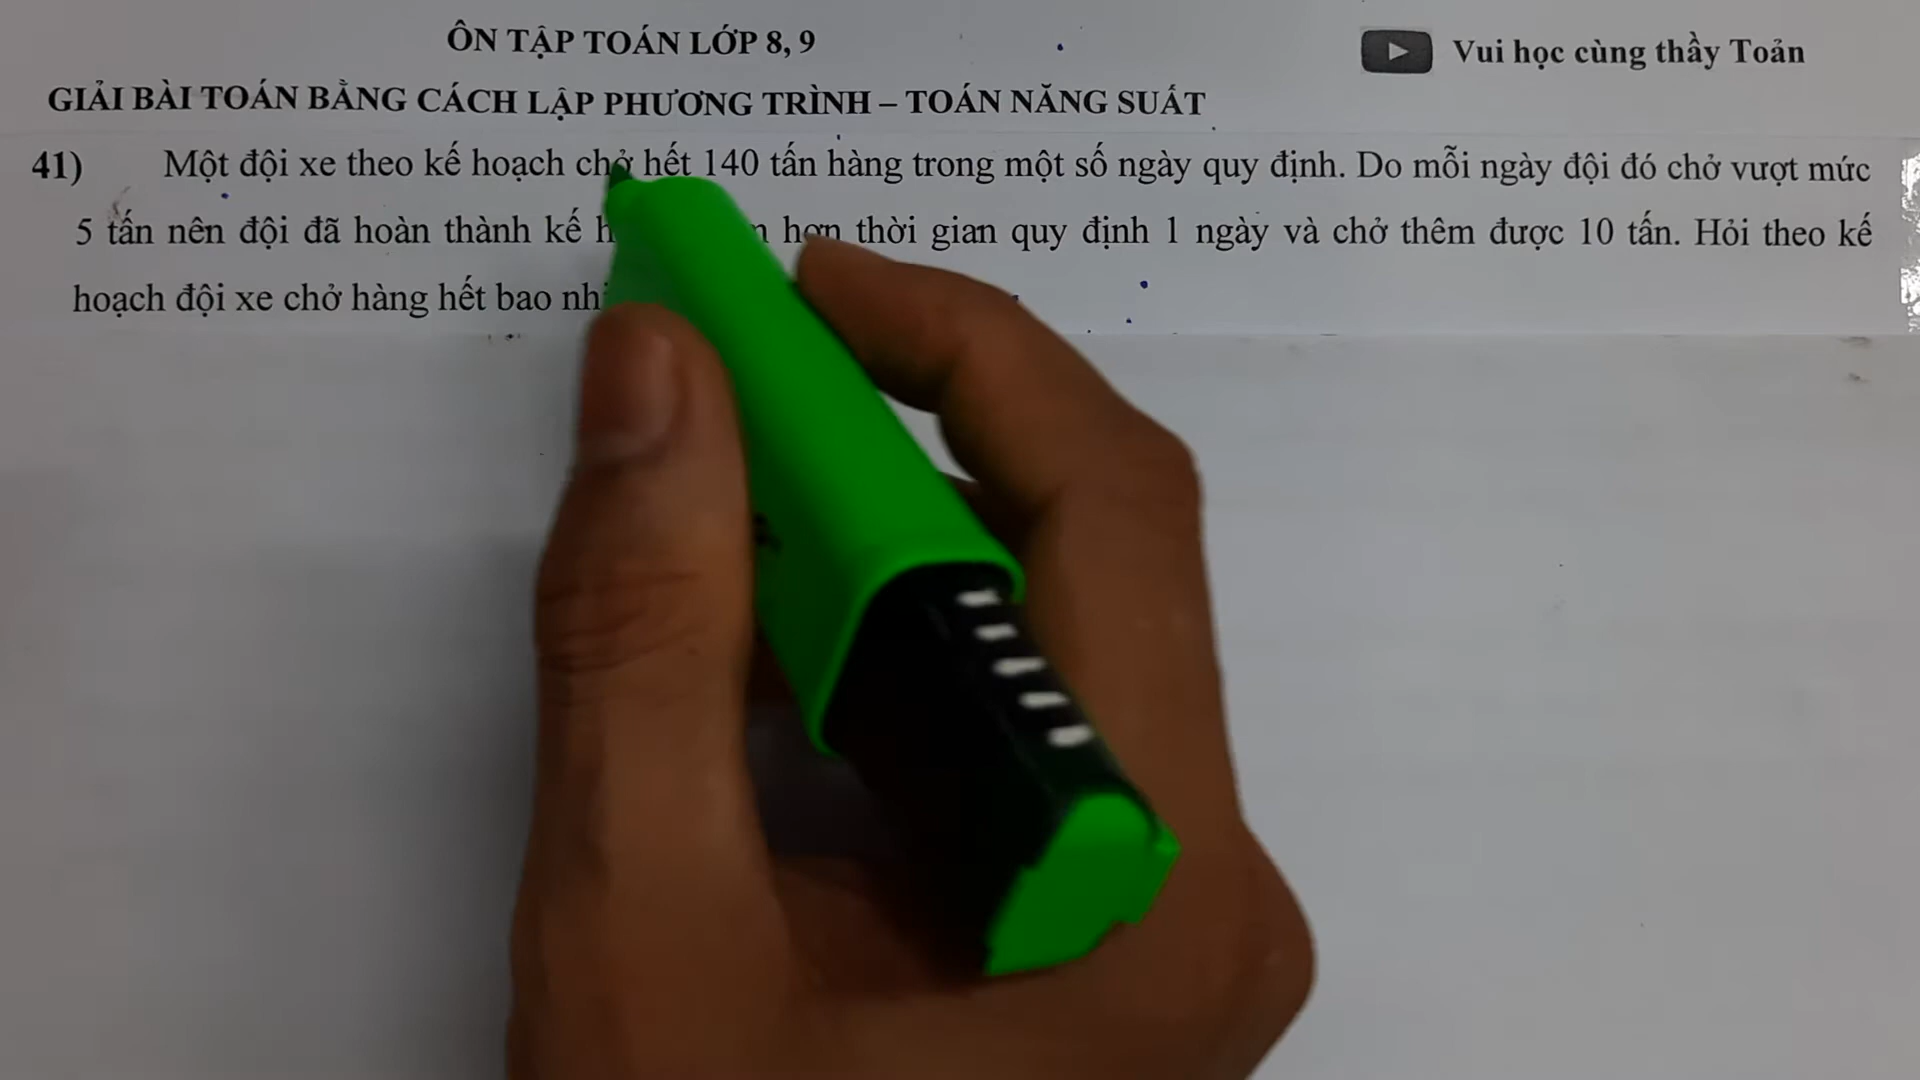 ÔN TẬP TOÁN LỚP 8, 9
Vui học cùng thầy Toản
GIẢI BÀI TOÁN BẰNG CÁCH LẬP PHƯƠNG TRÌNH – TOÁN NĂNG SUẤT
41) Một đội xe theo kế hoạch chở hết 140 tấn hàng trong một số ngày quy định. Do mỗi ngày đội đó chở vượt mức
5 tấn nên đội đã hoàn thành kế hơn thời gian quy định 1 ngày và chở thêm được 10 tấn. Hỏi theo kế
hoạch đội xe chở hàng hết bao